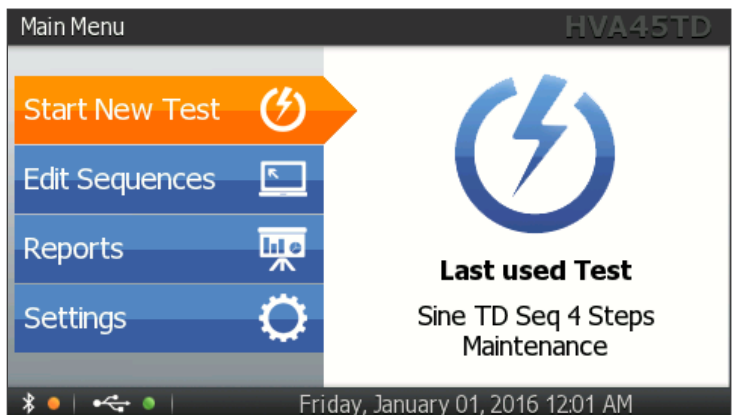 Main Menu
HVA45TD
Start New Test
Edit Sequences
Reports
Settings
Last used Test
Sine TD Seq 4 Steps
Maintenance
Friday, January 01, 2016 12:01 AM